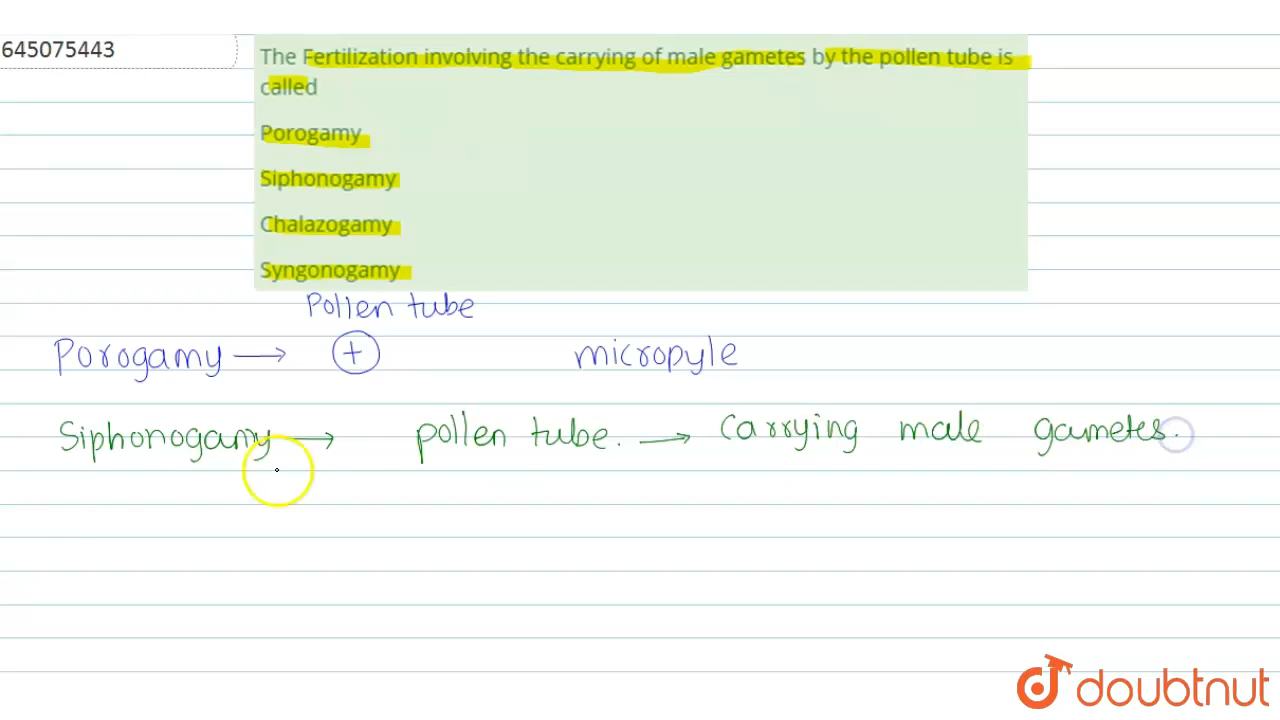 645075443
The Fertilization involving the carrying of male gametes by the pollen tube is
called
Porogamy
Siphonogamy
Chalazogamy
Syngonogamy
Pollen tube
Porogamy → + micropyle
Siphonogamy → pollen tube. → Carrying male gametes.
doubtnut